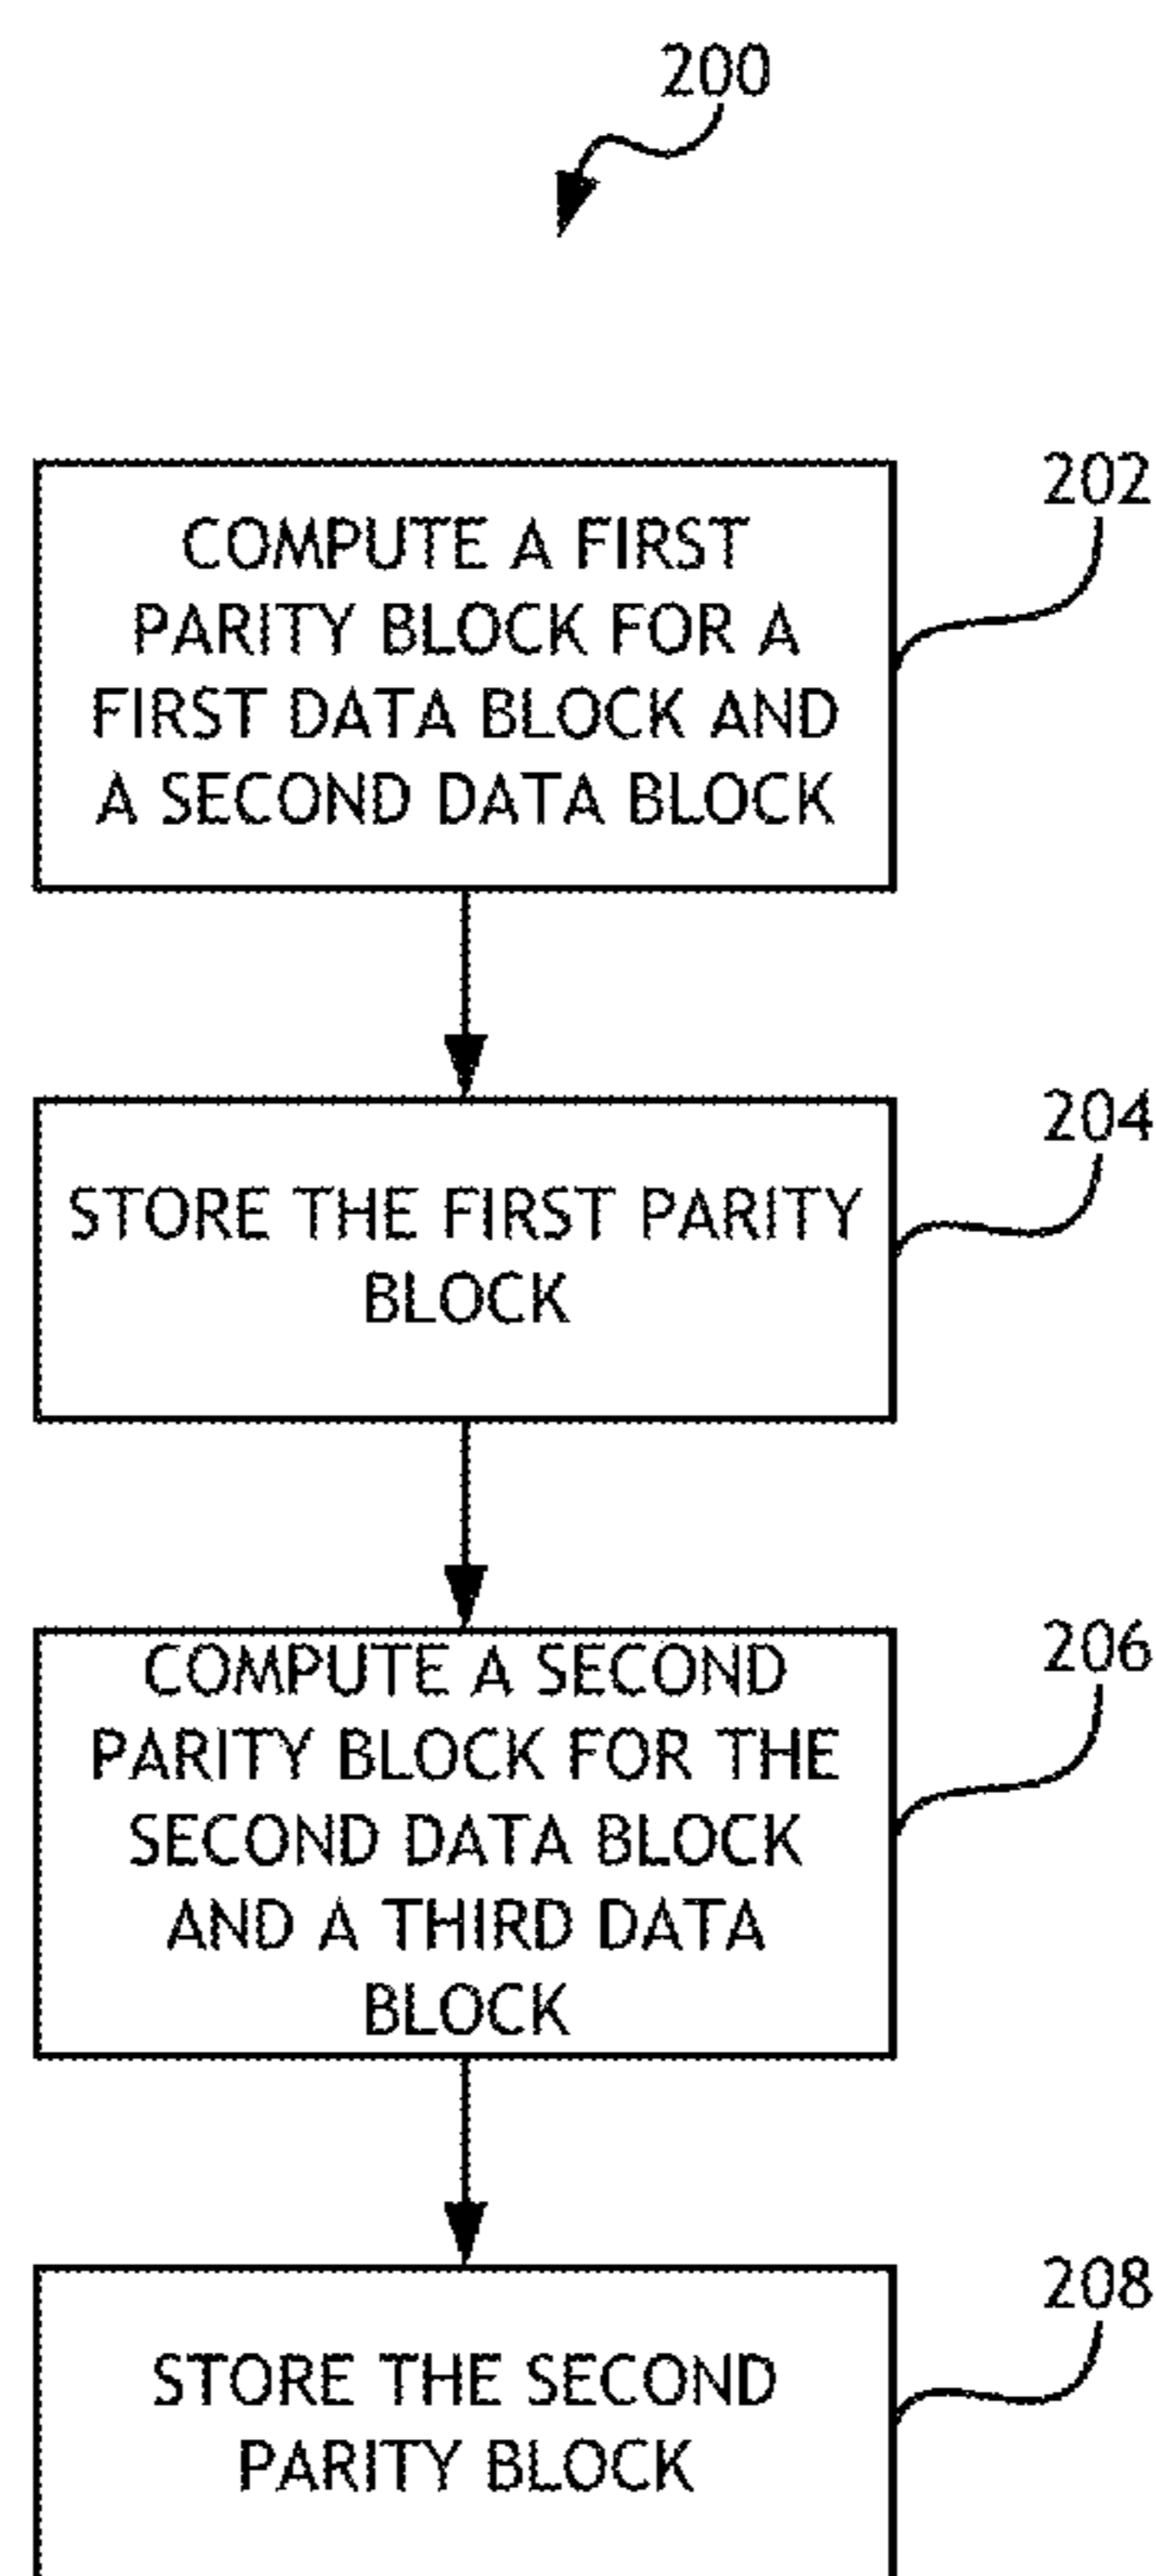 200
202
COMPUTE A FIRST
PARITY BLOCK FOR A
FIRST DATA BLOCK AND
A SECOND DATA BLOCK
204
STORE THE FIRST PARITY
BLOCK
206
COMPUTE A SECOND
PARITY BLOCK FOR THE
SECOND DATA BLOCK
AND A THIRD DATA
BLOCK
208
STORE THE SECOND
PARITY BLOCK